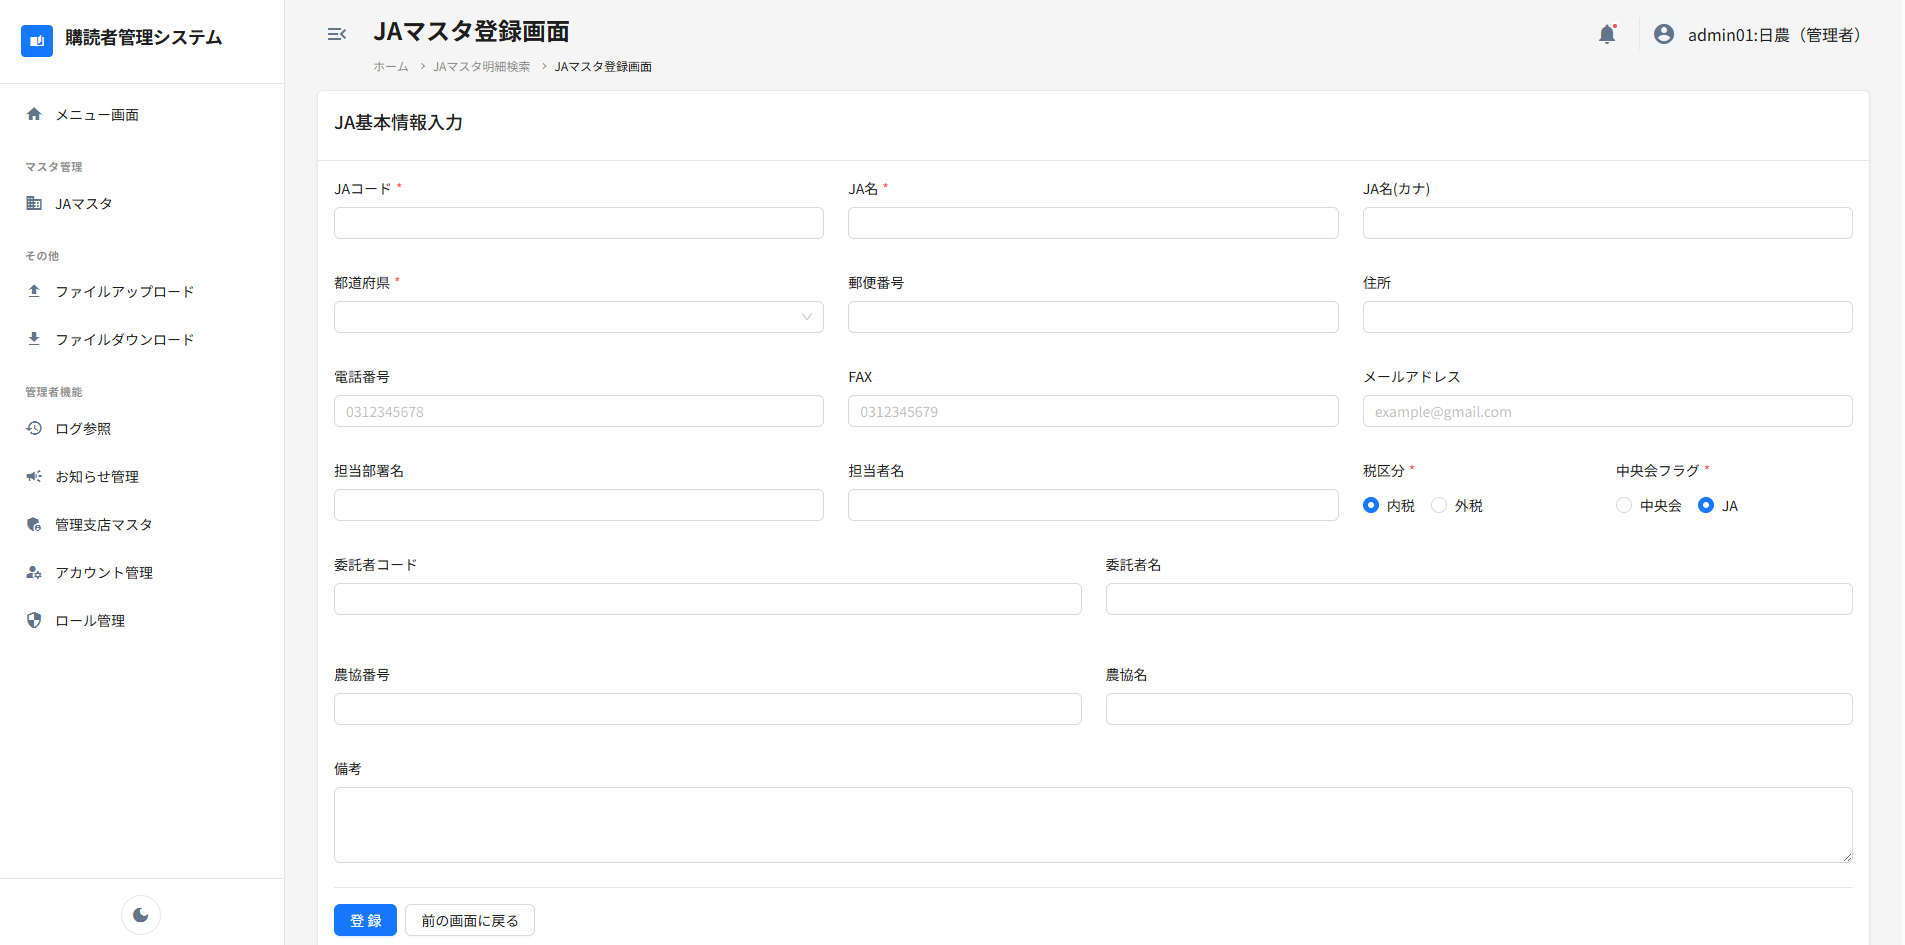 購読者管理システム
メニュー画面
マスタ管理
JAマスタ
その他
ファイルアップロード
ファイルダウンロード
管理者機能
ログ参照
お知らせ管理
管理支店マスタ
アカウント管理
ロール管理
JAマスタ登録画面
ホーム > JAマスタ明細検索 > JAマスタ登録画面
admin01:日農（管理者）
JA基本情報入力
JAコード * JA名 * JA名(カナ)
都道府県 * 郵便番号 住所
電話番号 FAX メールアドレス
0312345678 0312345679 example@gmail.com
担当部署名 担当者名 税区分 * 中央会フラグ *
内税 外税 中央会 JA
委託者コード 委託者名
農協番号 農協名
備考
登録 前の画面に戻る